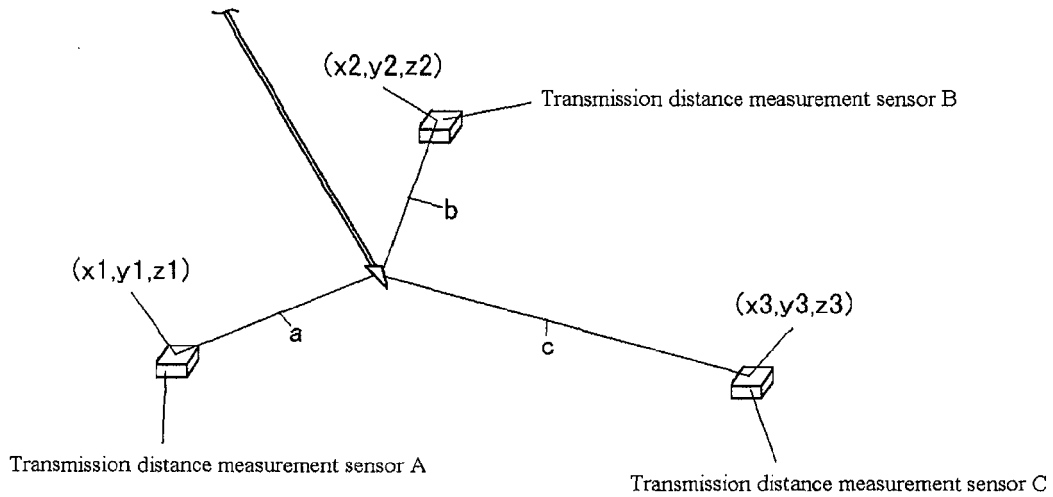 (x2,y2,z2)
Transmission distance measurement sensor B
b
(x1,y1,z1)
a
(x3,y3,z3)
c
Transmission distance measurement sensor A
Transmission distance measurement sensor C